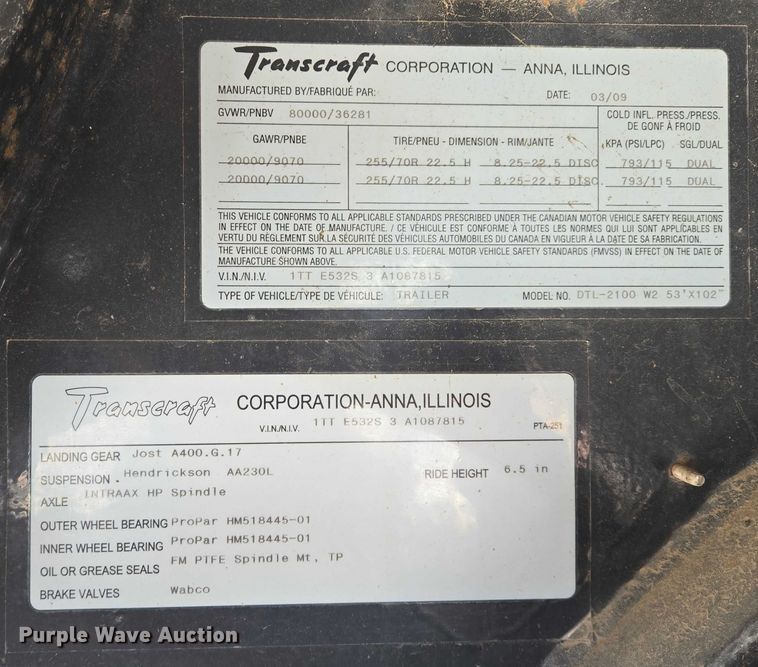 Transcraft CORPORATION — ANNA, ILLINOIS
MANUFACTURED BY/FABRIQUÉ PAR: DATE: 03/09
GVWR/PNBV 80000/36281 COLD INFL. PRESS./PRESS. DE GONF À FROID
GAWR/PNBE TIRE/PNEU - DIMENSION - RIM/JANTE KPA (PSI/LPC) SGL/DUAL
20000/9070 255/70R 22.5 H 8.25-22.5 DISC. 793/115 DUAL
20000/9070 255/70R 22.5 H 8.25-22.5 DISC. 793/115 DUAL
THIS VEHICLE CONFORMS TO ALL APPLICABLE STANDARDS PRESCRIBED UNDER THE CANADIAN MOTOR VEHICLE SAFETY REGULATIONS
IN EFFECT ON THE DATE OF MANUFACTURE. / CE VÉHICULE EST CONFORME À TOUTES LES NORMES QUI LUI SONT APPLICABLES EN
VERTU DU RÈGLEMENT SUR LA SÉCURITÉ DES VÉHICULES AUTOMOBILES DU CANADA EN VIGUEUR À LA DATE DE SA FABRICATION.
THE VEHICLE CONFORMS TO ALL APPLICABLE U.S. FEDERAL MOTOR VEHICLE SAFETY STANDARDS (FMVSS) IN EFFECT ON THE DATE OF
MANUFACTURE SHOWN ABOVE.
V.I.N./N.I.V. 1TT E532S 3 A1087815
TYPE OF VEHICLE/TYPE DE VÉHICULE: TRAILER MODEL NO. DTL-2100 W2 53'X102"
Transcraft CORPORATION-ANNA, ILLINOIS
V.I.N./N.I.V. 1TT E532S 3 A1087815 PTA-251
LANDING GEAR Jost A400.G.17
SUSPENSION Hendrickson AA230L RIDE HEIGHT 6.5 in
AXLE INTRAAX HP Spindle
OUTER WHEEL BEARING ProPar HM518445-01
INNER WHEEL BEARING ProPar HM518445-01
OIL OR GREASE SEALS FM PTFE Spindle Mt, TP
BRAKE VALVES Wabco
Purple Wave Auction